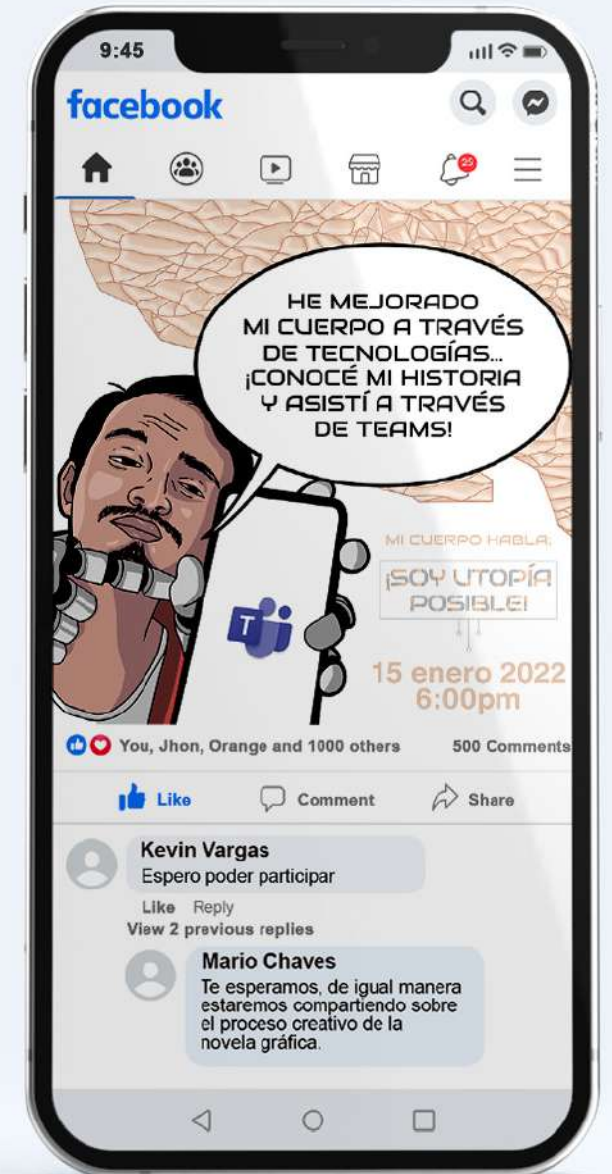 9:45
facebook
25
HE MEJORADO
MI CUERPO A TRAVÉS
DE TECNOLOGÍAS...
¡CONOCÉ MI HISTORIA
Y ASISTÍ A TRAVÉS
DE TEAMS!
T
MI CUERPO HABLA:
¡SOY UTOPÍA
POSIBLE!
15 enero 2022
6:00pm
You, Jhon, Orange and 1000 others 500 Comments
Like Comment Share
Kevin Vargas
Espero poder participar
Like Reply
View 2 previous replies
Mario Chaves
Te esperamos, de igual manera
estaremos compartiendo sobre
el proceso creativo de la
novela gráfica.